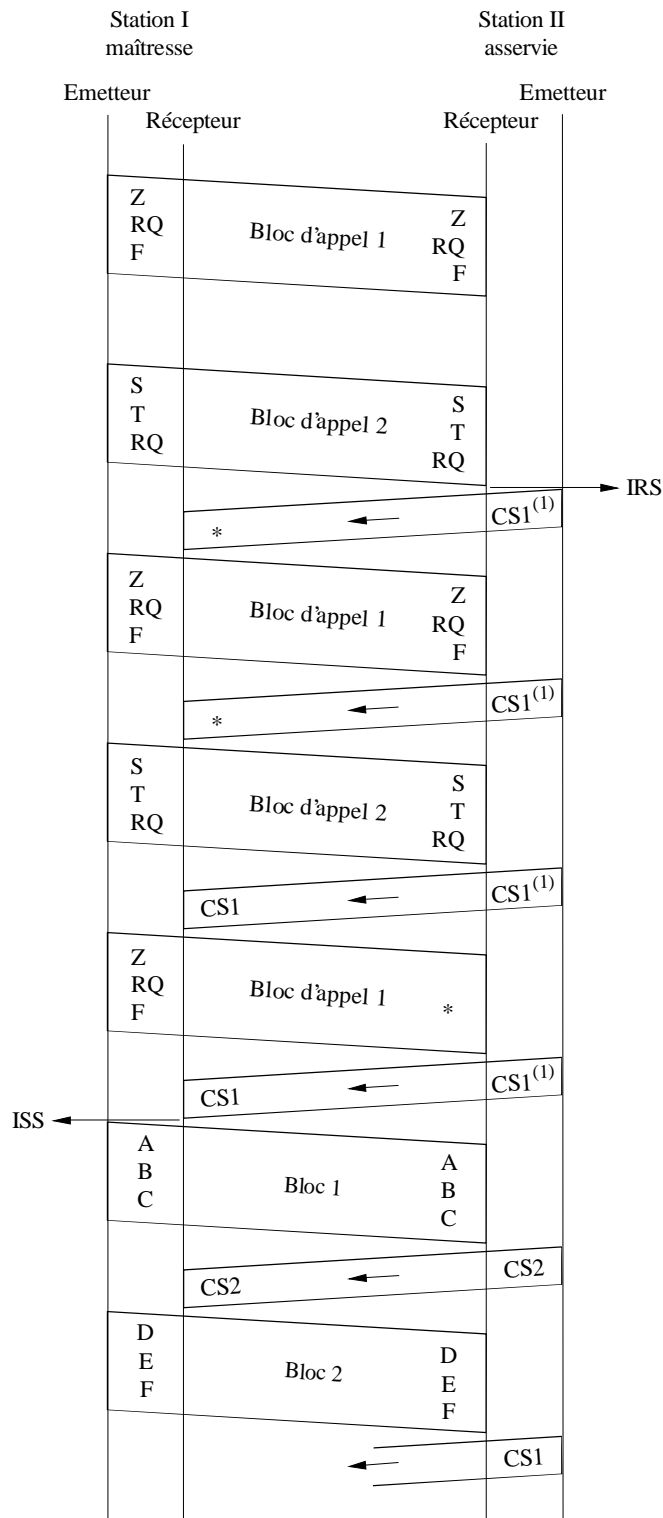 Station I
maîtresse
Station II
asservie
Emetteur
Récepteur
Récepteur
Emetteur
Z
RQ
F
Bloc d'appel 1
Z
RQ
F
S
T
RQ
Bloc d'appel 2
S
T
RQ
IRS
*
CS1(1)
Z
RQ
F
Bloc d'appel 1
Z
RQ
F
*
CS1(1)
S
T
RQ
Bloc d'appel 2
S
T
RQ
CS1
CS1(1)
Z
RQ
F
Bloc d'appel 1
*
CS1
CS1(1)
ISS
A
B
C
Bloc 1
A
B
C
CS2
CS2
D
E
F
Bloc 2
D
E
F
CS1